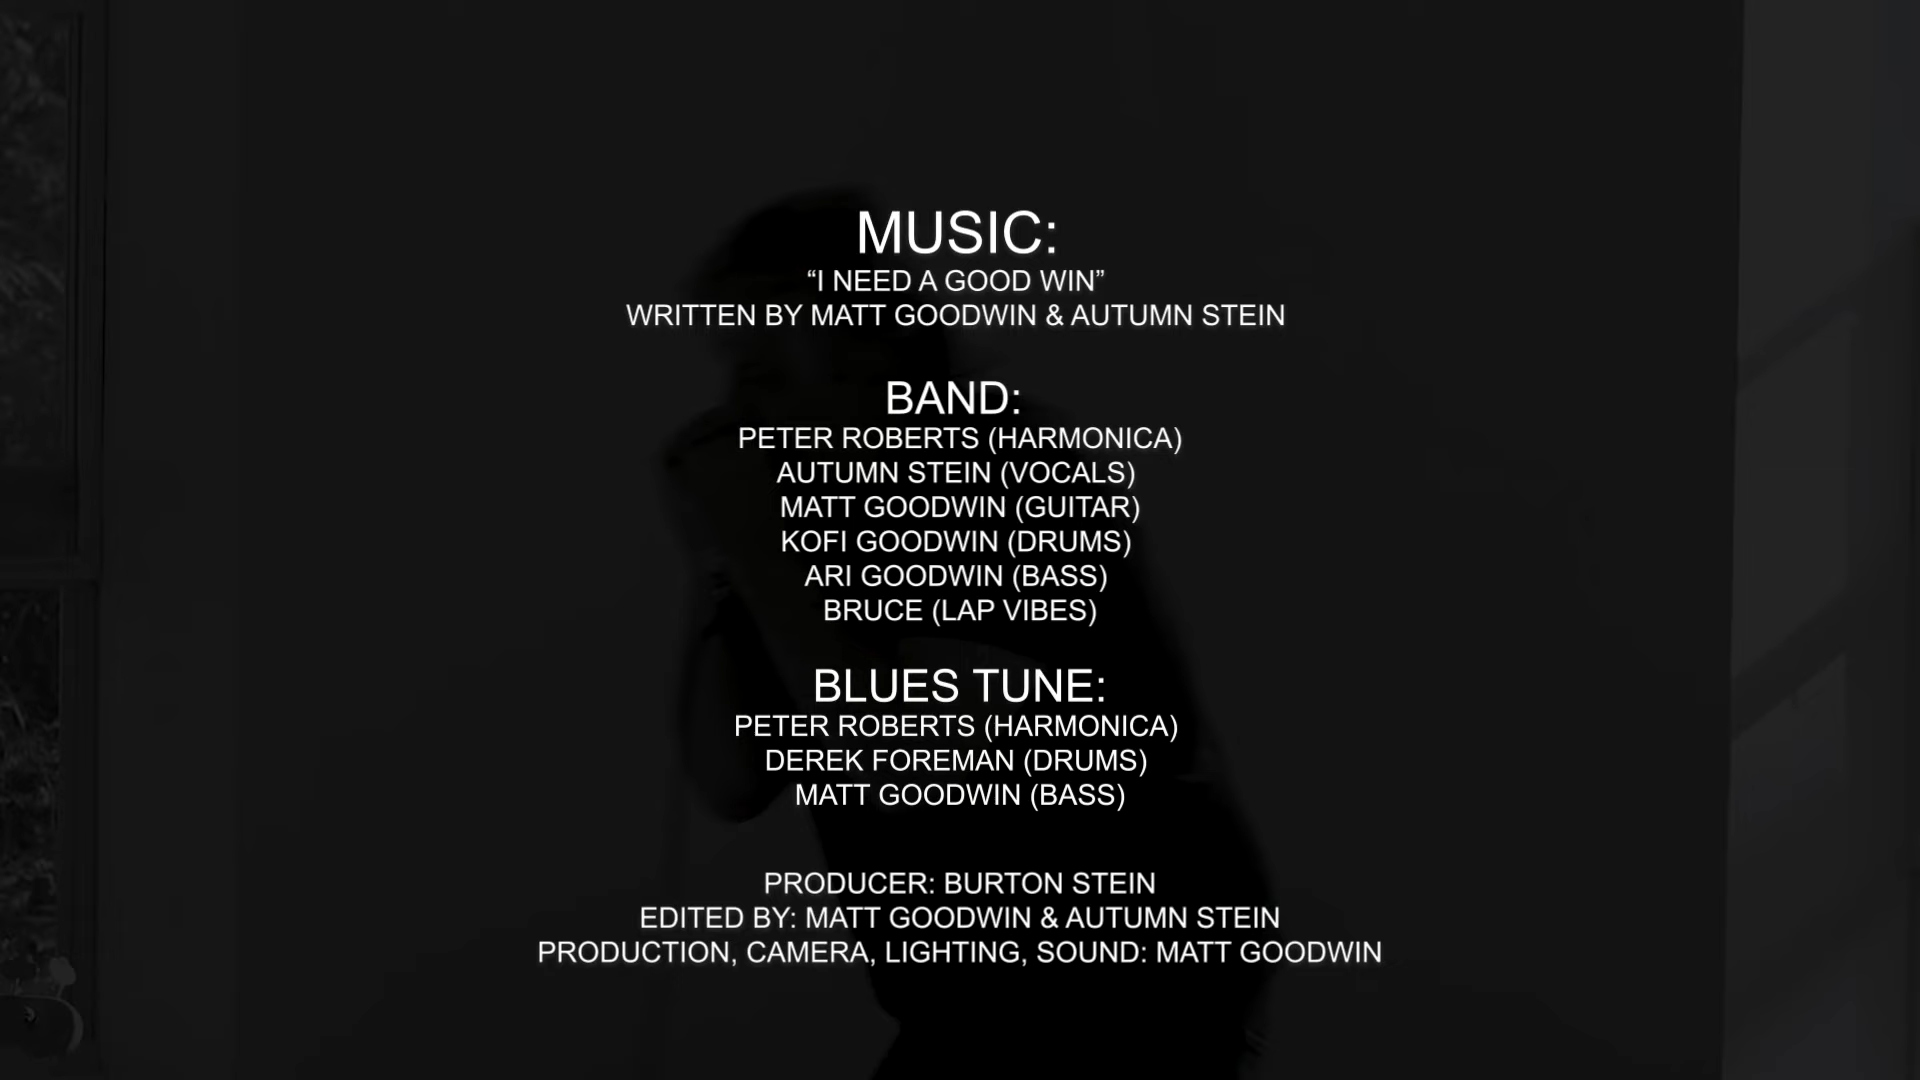 MUSIC:
“I NEED A GOOD WIN”
WRITTEN BY MATT GOODWIN & AUTUMN STEIN
BAND:
PETER ROBERTS (HARMONICA)
AUTUMN STEIN (VOCALS)
MATT GOODWIN (GUITAR)
KOFI GOODWIN (DRUMS)
ARI GOODWIN (BASS)
BRUCE (LAP VIBES)
BLUES TUNE:
PETER ROBERTS (HARMONICA)
DEREK FOREMAN (DRUMS)
MATT GOODWIN (BASS)
PRODUCER: BURTON STEIN
EDITED BY: MATT GOODWIN & AUTUMN STEIN
PRODUCTION, CAMERA, LIGHTING, SOUND: MATT GOODWIN